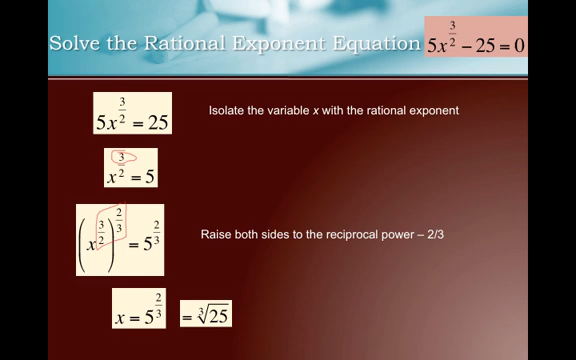 Solve the Rational Exponent Equation 5x^{3/2} − 25 = 0
5x^{3/2} = 25
Isolate the variable x with the rational exponent
x^{3/2} = 5
(x^{3/2})^{2/3} = 5^{2/3}
Raise both sides to the reciprocal power – 2/3
x = 5^{2/3} = ∛25